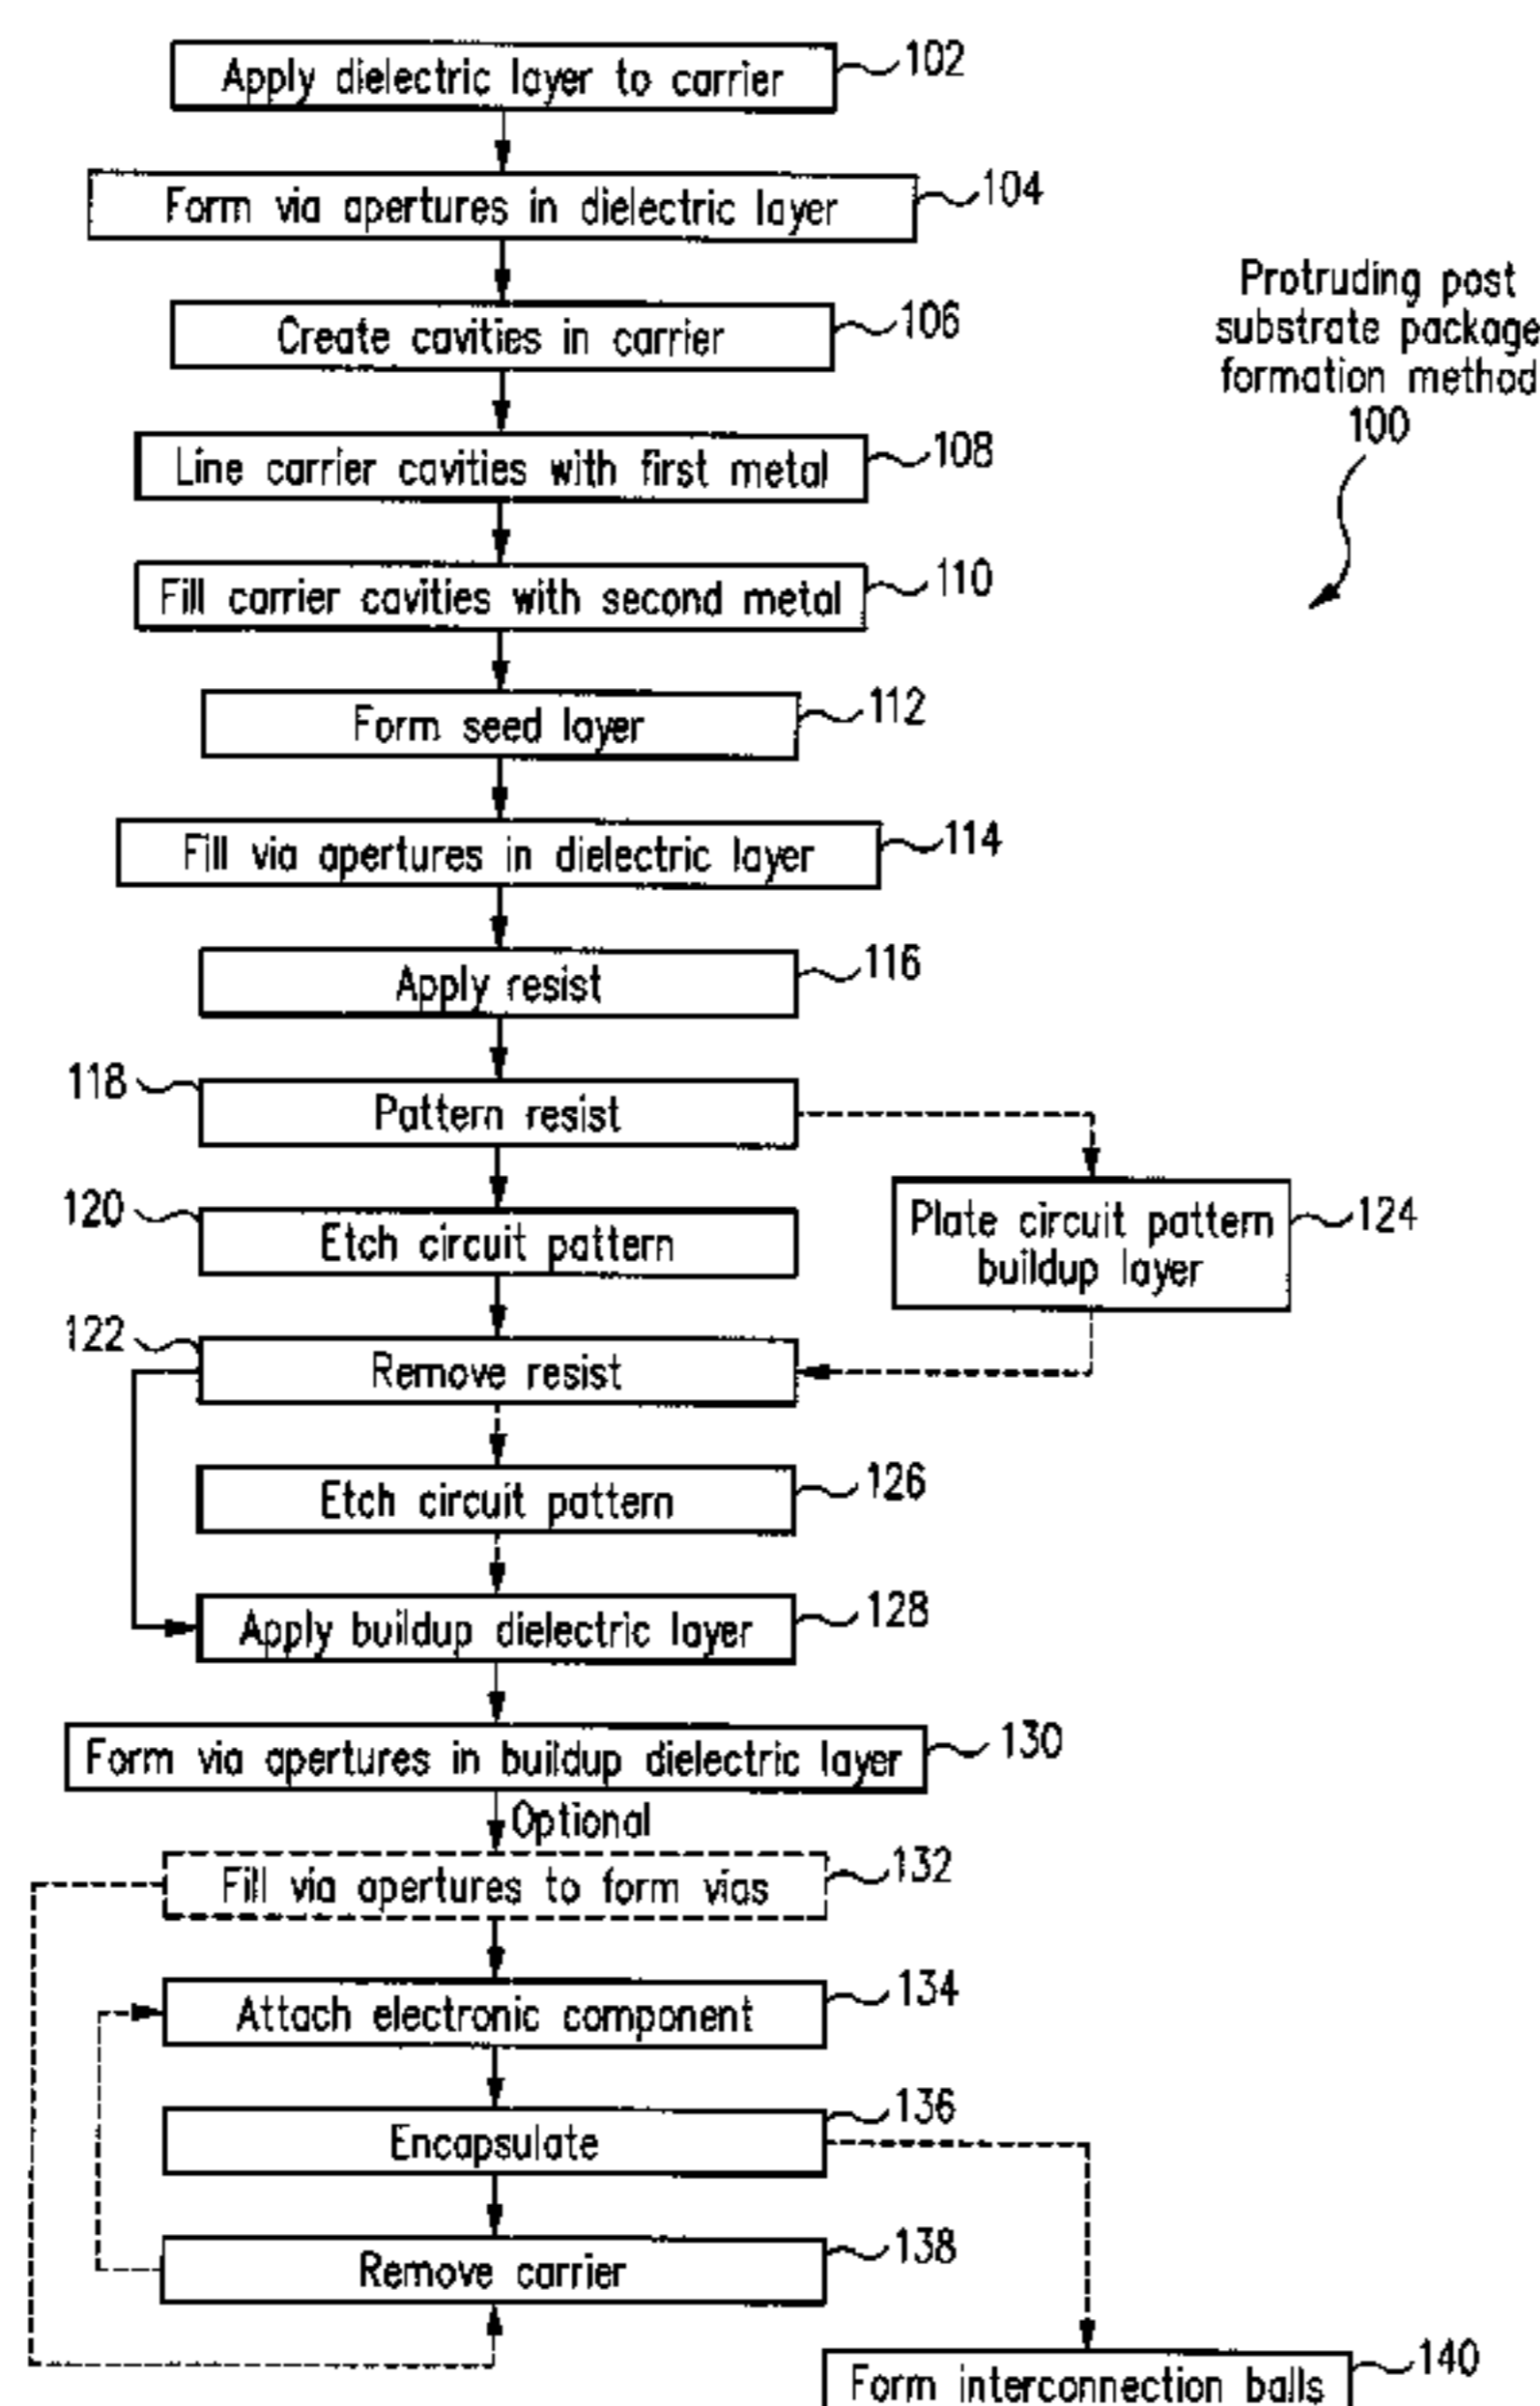 Apply dielectric layer to carrier
102
Form via apertures in dielectric layer
104
Create cavities in carrier
106
Protruding post
substrate package
formation method
100
Line carrier cavities with first metal
108
Fill carrier cavities with second metal
110
Form seed layer
112
Fill via apertures in dielectric layer
114
Apply resist
116
118
Pattern resist
120
Etch circuit pattern
Plate circuit pattern
buildup layer
124
122
Remove resist
Etch circuit pattern
126
Apply buildup dielectric layer
128
Form via apertures in buildup dielectric layer
130
Optional
Fill via apertures to form vias
132
Attach electronic component
134
Encapsulate
136
Remove carrier
138
Form interconnection balls
140